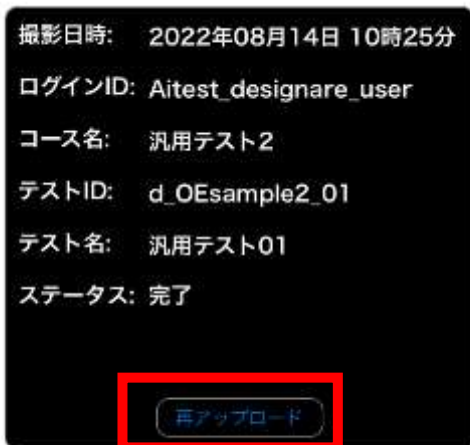 撮影日時: 2022年08月14日 10時25分
ログインID: Aitest_designare_user
コース名: 汎用テスト2
テストID: d_OEsample2_01
テスト名: 汎用テスト01
ステータス: 完了
再アップロード